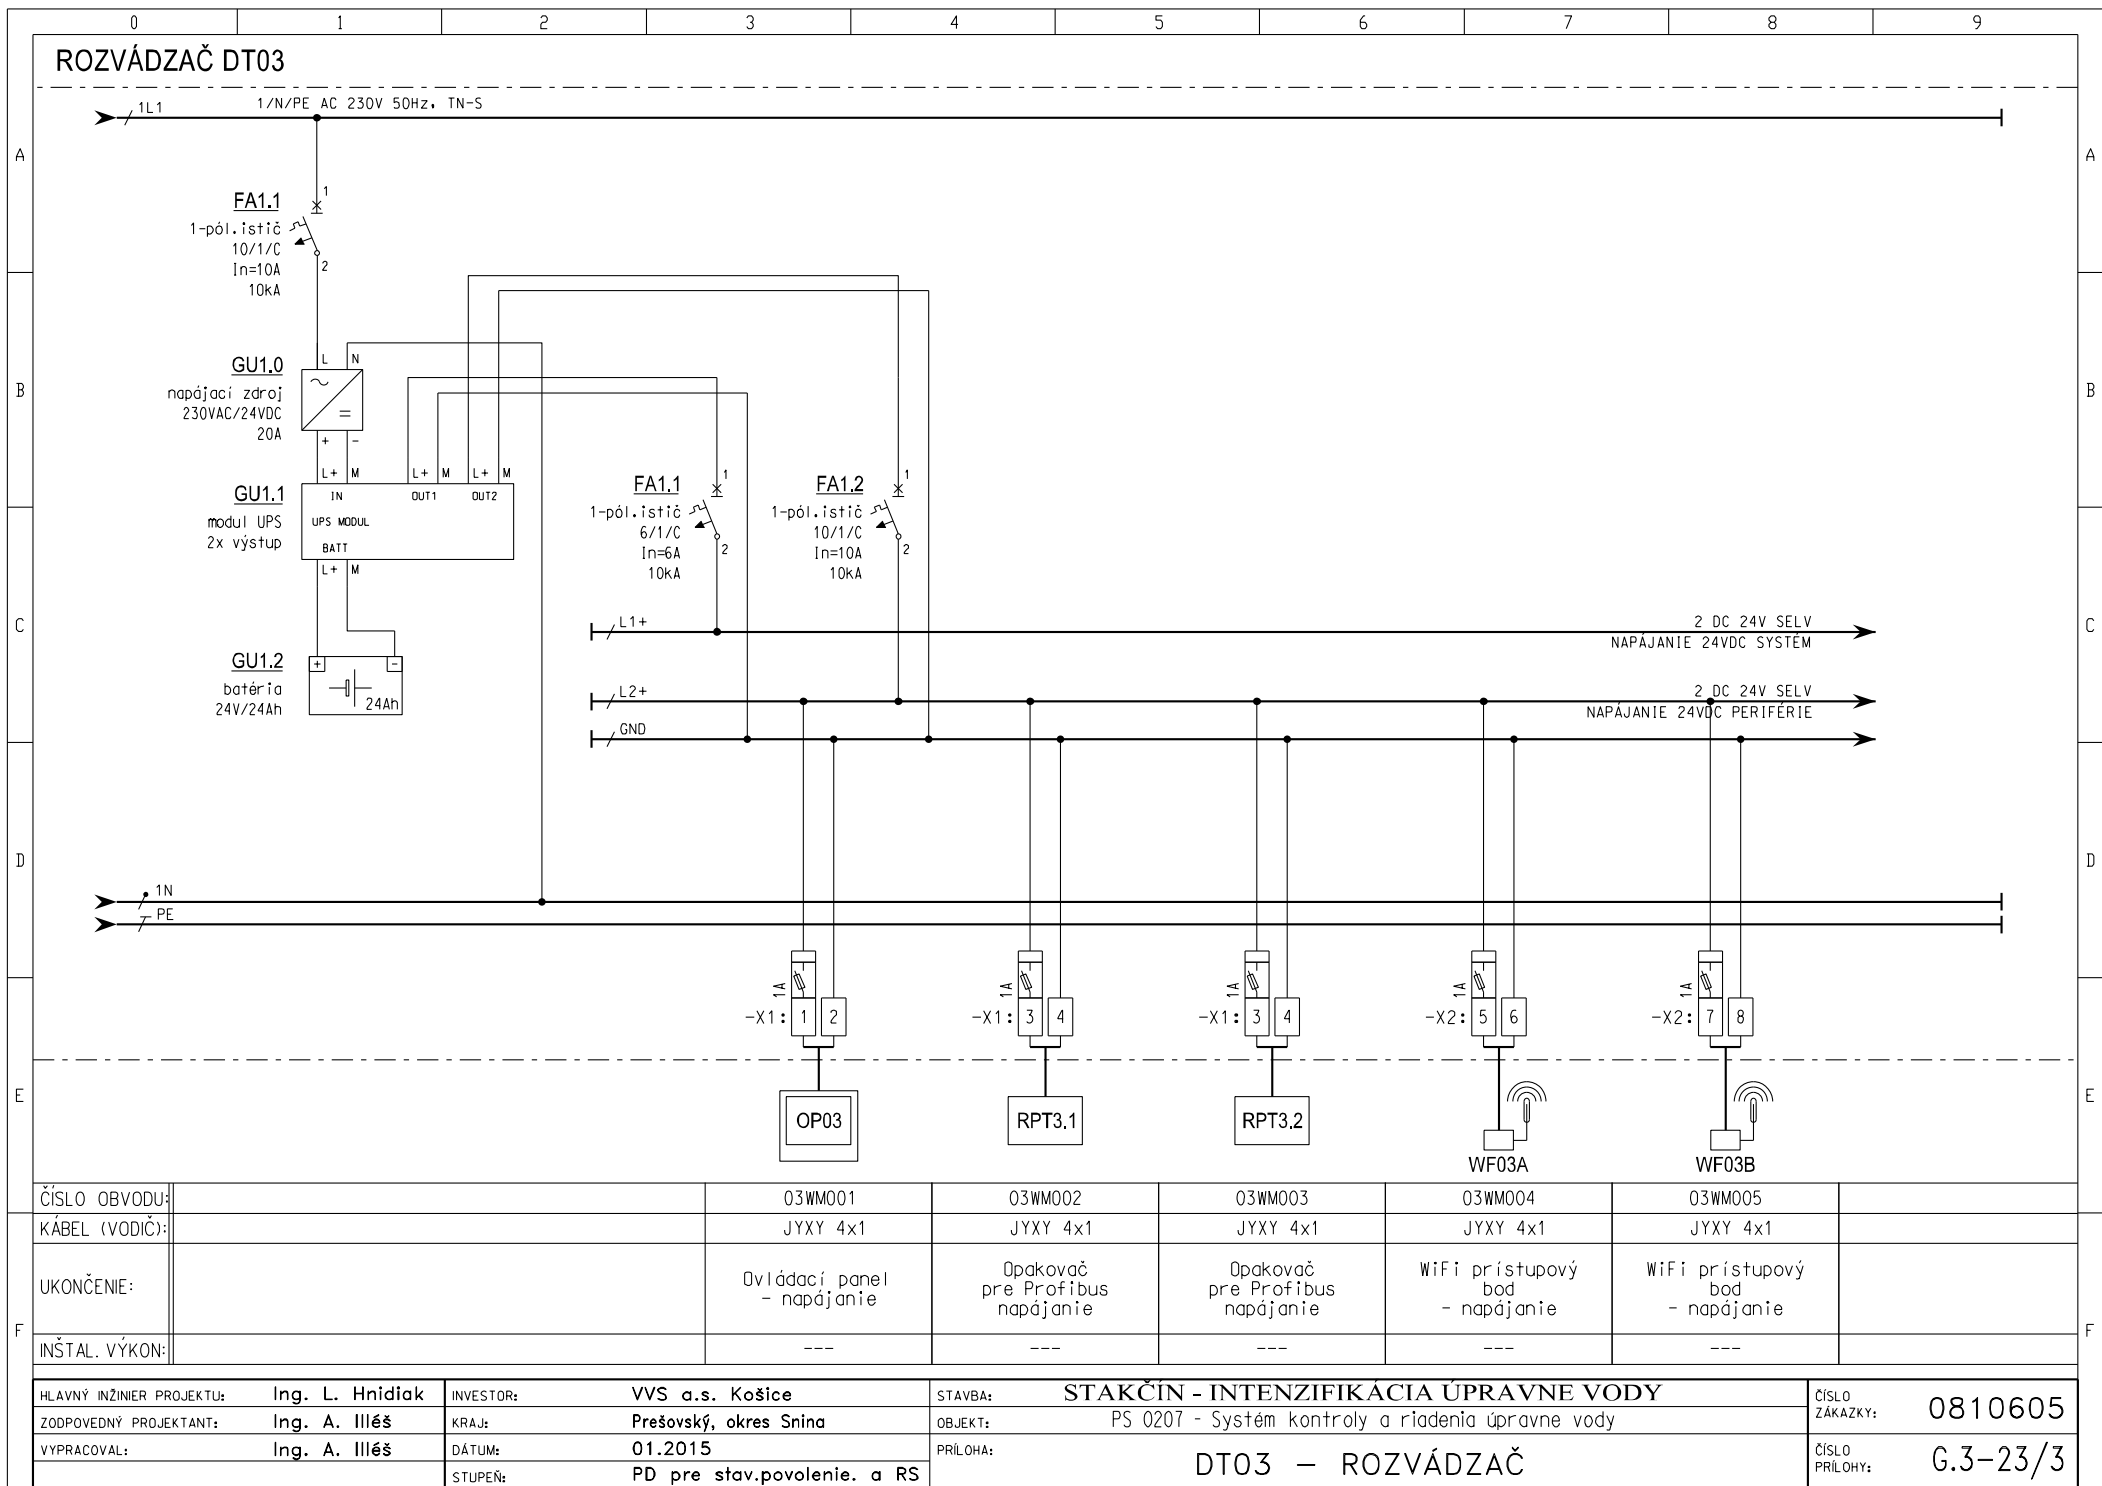 0 1 2 3 4 5 6 7 8 9
ROZVÁDZAČ DT03
1L1
1/N/PE AC 230V 50Hz, TN-S
A
A
FA1.1
1-pól.istič
10/1/C
In=10A
10kA
1
2
GU1.0
napájací zdroj
230VAC/24VDC
20A
L N
+ -
B
B
L+ M L+ M L+ M
GU1.1
modul UPS
2x výstup
IN OUT1 OUT2
UPS MODUL
BATT
L+ M
FA1.1
1-pól.istič
6/1/C
In=6A
10kA
1
2
FA1.2
1-pól.istič
10/1/C
In=10A
10kA
1
2
C
C
L1+
2 DC 24V SELV
NAPÁJANIE 24VDC SYSTÉM
GU1.2
batéria
24V/24Ah
+ -
24Ah
L2+
2 DC 24V SELV
NAPÁJANIE 24VDC PERIFÉRIE
GND
D
D
1N
PE
1A 1A 1A 1A 1A
-X1: 1 2
-X1: 3 4
-X1: 3 4
-X2: 5 6
-X2: 7 8
E
E
OP03
RPT3.1
RPT3.2
WF03A
WF03B
ČÍSLO OBVODU: 03WM001 03WM002 03WM003 03WM004 03WM005
KÁBEL (VODIČ): JYXY 4x1 JYXY 4x1 JYXY 4x1 JYXY 4x1 JYXY 4x1
UKONČENIE:
Ovládací panel
- napájanie
Opakovač
pre Profibus
napájanie
Opakovač
pre Profibus
napájanie
WiFi prístupový
bod
- napájanie
WiFi prístupový
bod
- napájanie
F
F
INŠTAL. VÝKON: --- --- --- --- ---
HLAVNÝ INŽINIER PROJEKTU: Ing. L. Hnidiak
ZODPOVEDNÝ PROJEKTANT: Ing. A. Illéš
VYPRACOVAL: Ing. A. Illéš
INVESTOR: VVS a.s. Košice
KRAJ: Prešovský, okres Snina
DÁTUM: 01.2015
STUPEŇ: PD pre stav.povolenie. a RS
STAVBA: STAKČÍN - INTENZIFIKÁCIA ÚPRAVNE VODY
OBJEKT: PS 0207 - Systém kontroly a riadenia úpravne vody
PRÍLOHA: DT03 – ROZVÁDZAČ
ČÍSLO
ZÁKAZKY: 0810605
ČÍSLO
PRÍLOHY: G.3-23/3